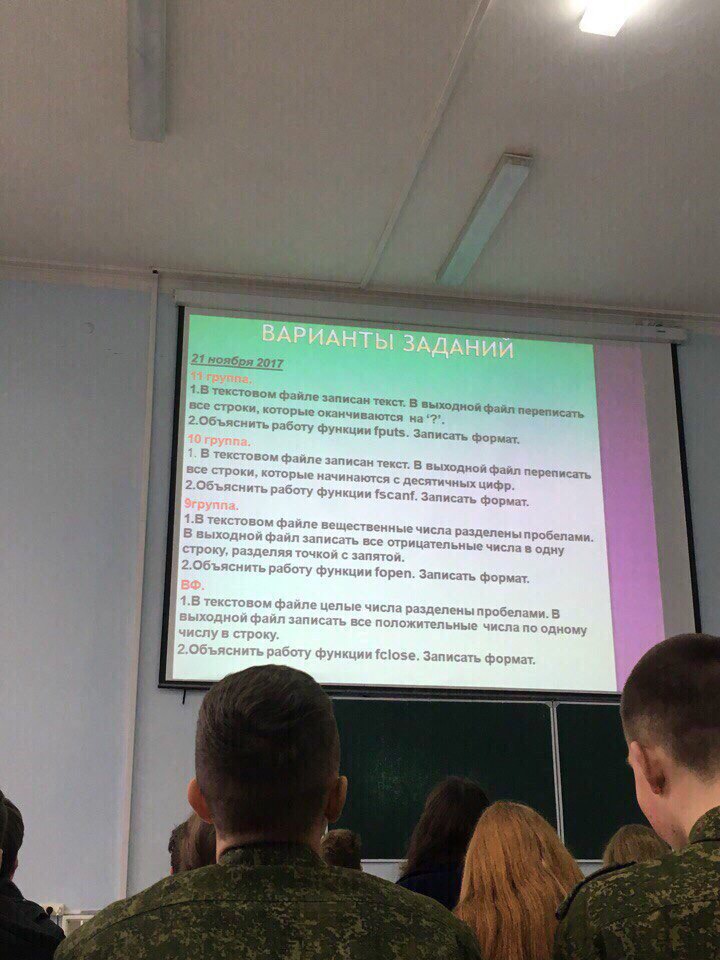 ВАРИАНТЫ ЗАДАНИЙ
21 ноября 2017
11 группа.
1.В текстовом файле записан текст. В выходной файл переписать
все строки, которые оканчиваются на ‘?’.
2.Объяснить работу функции fputs. Записать формат.
10 группа.
1. В текстовом файле записан текст. В выходной файл переписать
все строки, которые начинаются с десятичных цифр.
2.Объяснить работу функции fscanf. Записать формат.
9группа.
1.В текстовом файле вещественные числа разделены пробелами.
В выходной файл записать все отрицательные числа в одну
строку, разделяя точкой с запятой.
2.Объяснить работу функции fopen. Записать формат.
ВФ.
1.В текстовом файле целые числа разделены пробелами. В
выходной файл записать все положительные числа по одному
числу в строку.
2.Объяснить работу функции fclose. Записать формат.